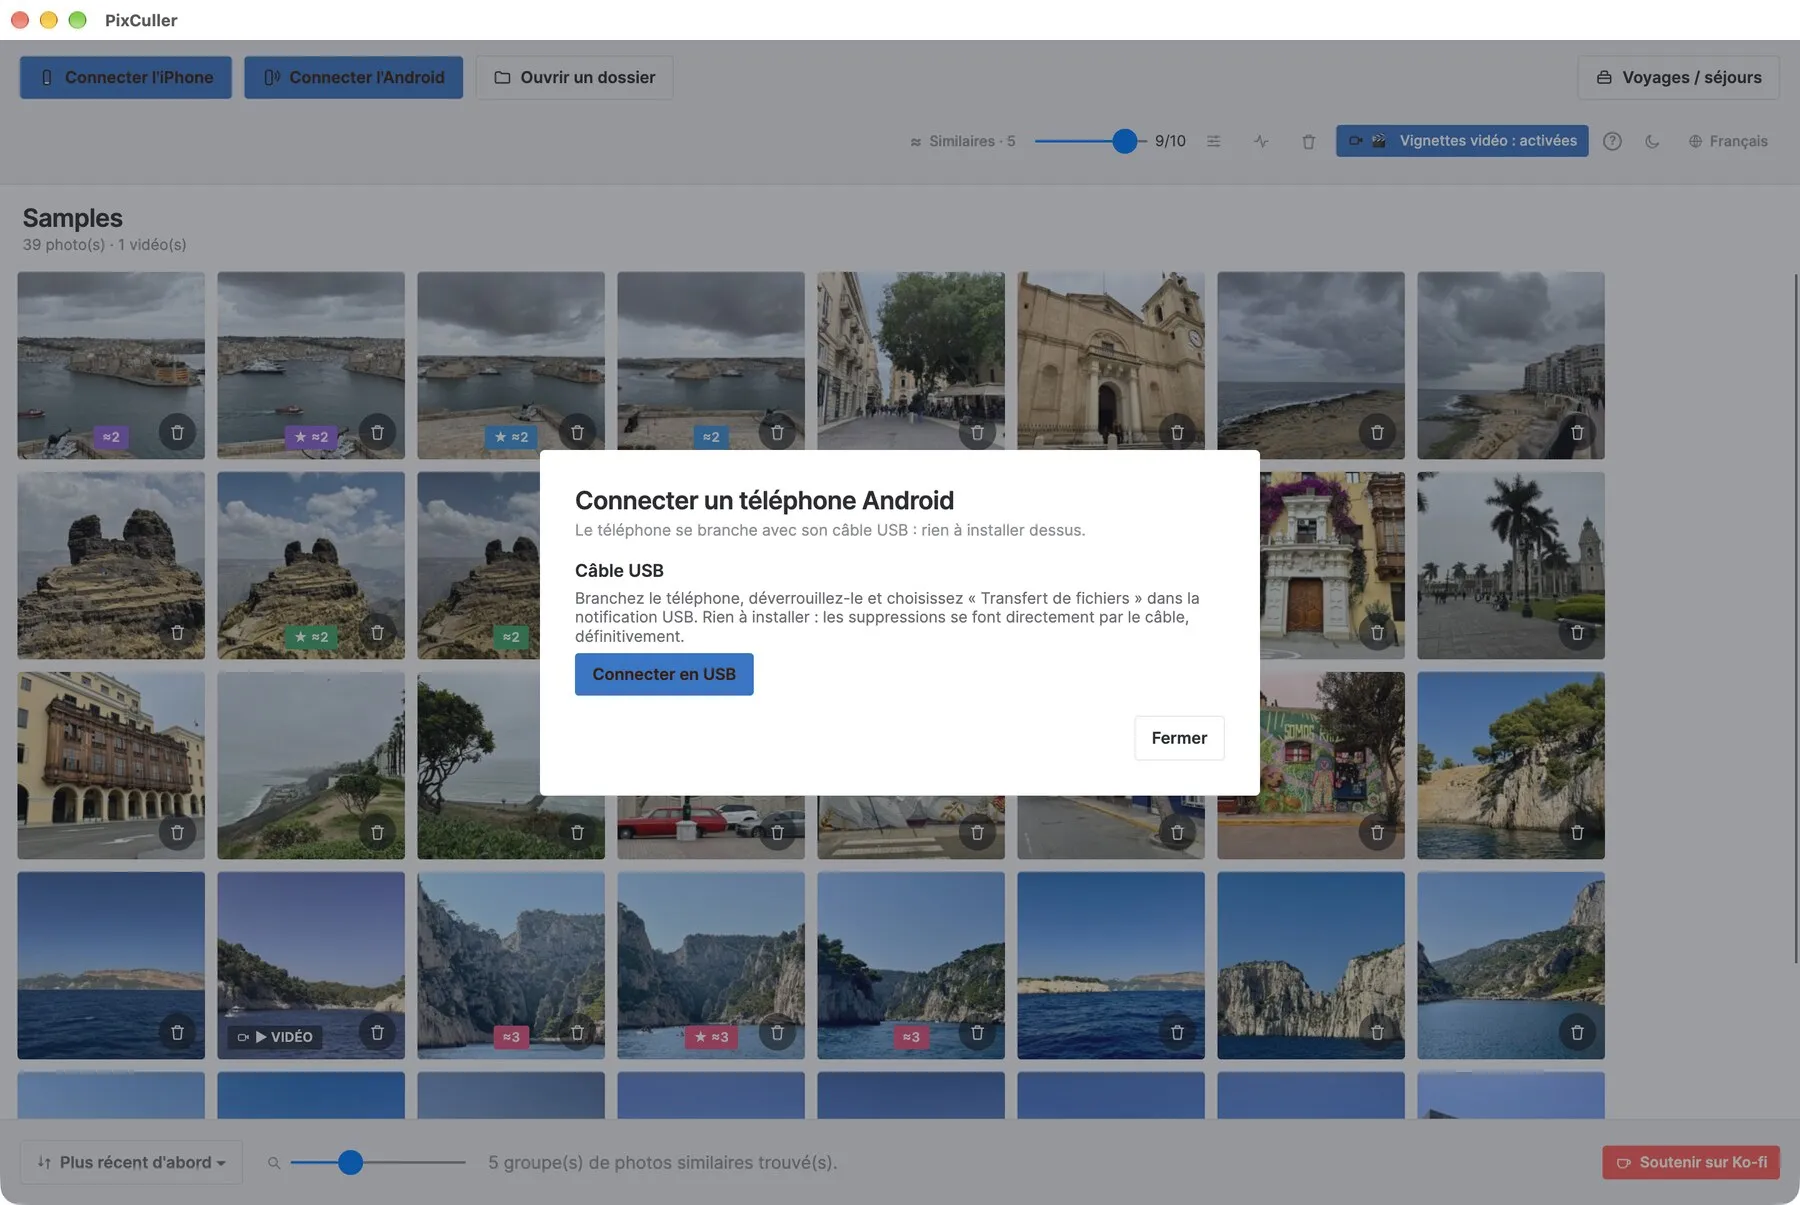 PixCuller
Connecter l'iPhone
Connecter l'Android
Ouvrir un dossier
Voyages / séjours
≈ Similaires · 5
9/10
Vignettes vidéo : activées
?
Français
Samples
39 photo(s) · 1 vidéo(s)
≈2
★ ≈2
★ ≈2
≈2
Connecter un téléphone Android
Le téléphone se branche avec son câble USB : rien à installer dessus.
Câble USB
Branchez le téléphone, déverrouillez-le et choisissez « Transfert de fichiers » dans la
notification USB. Rien à installer : les suppressions se font directement par le câble,
définitivement.
Connecter en USB
Fermer
★ ≈2
≈2
SOMOS
▶ VIDÉO
≈3
★ ≈3
≈3
Plus récent d'abord
5 groupe(s) de photos similaires trouvé(s).
Soutenir sur Ko-fi